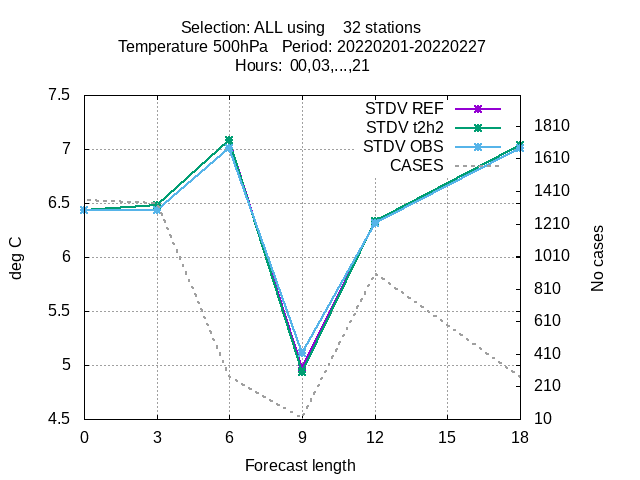 Selection: ALL using    32 stations
Temperature 500hPa   Period: 20220201-20220227
Hours: 00,03,...,21
7.5
7
6.5
6
5.5
5
4.5
deg C
STDV REF
STDV t2h2
STDV OBS
CASES
1810
1610
1410
1210
1010
810
610
410
210
10
No cases
0 3 6 9 12 15 18
Forecast length